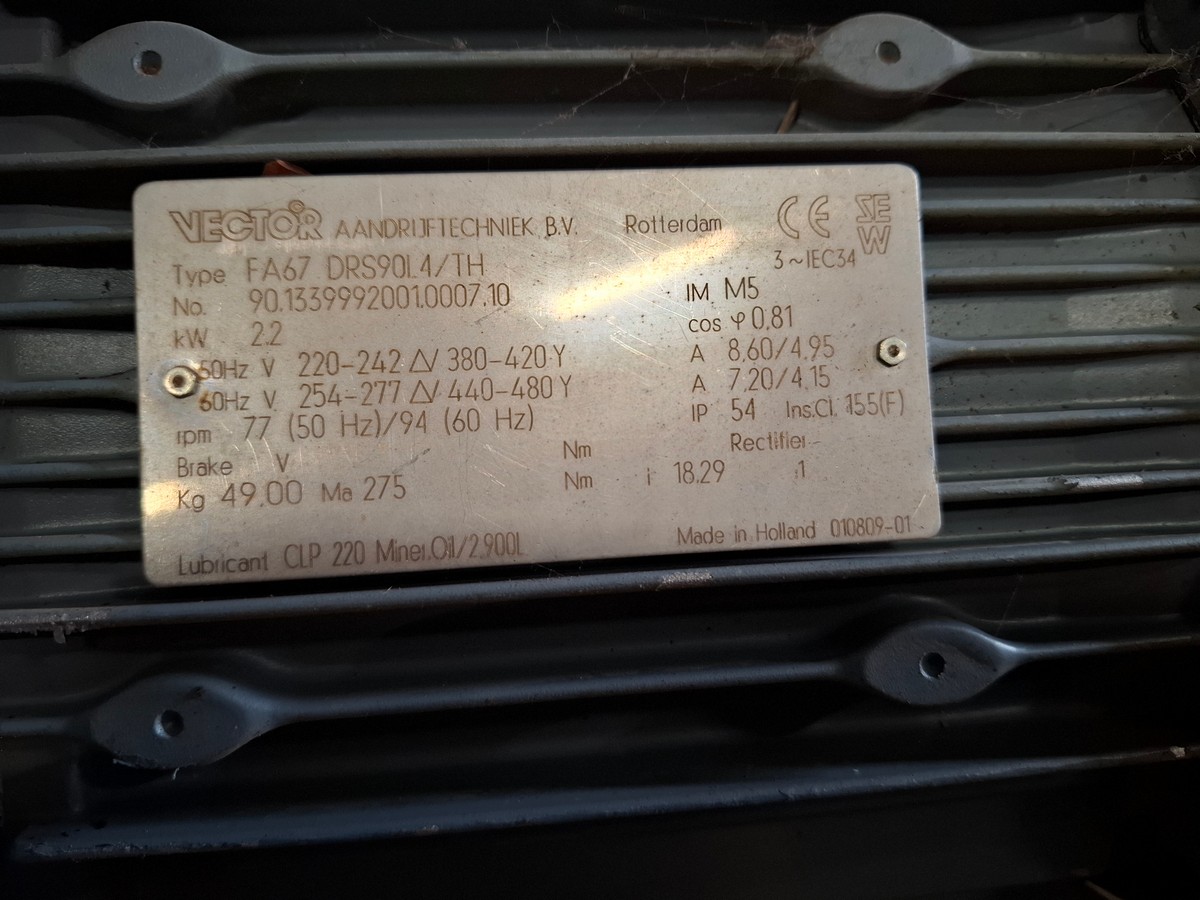 VECTOR AANDRIJFTECHNIEK B.V. Rotterdam CE SEW
3~IEC34
Type FA67 DRS90L4/TH
No. 90.1339992001.0007.10 IM M5
kW 2.2 cos φ 0,81
50Hz V 220-242 Δ/ 380-420 Y A 8,60/4,95
60Hz V 254-277 Δ/ 440-480 Y A 7,20/4,15
rpm 77 (50 Hz)/94 (60 Hz) IP 54 Ins.Cl. 155(F)
Brake V Nm Rectifier
Kg 49,00 Ma 275 Nm i 18.29 :1
Lubricant CLP 220 Miner.Oil/2.900L Made in Holland 010809-01